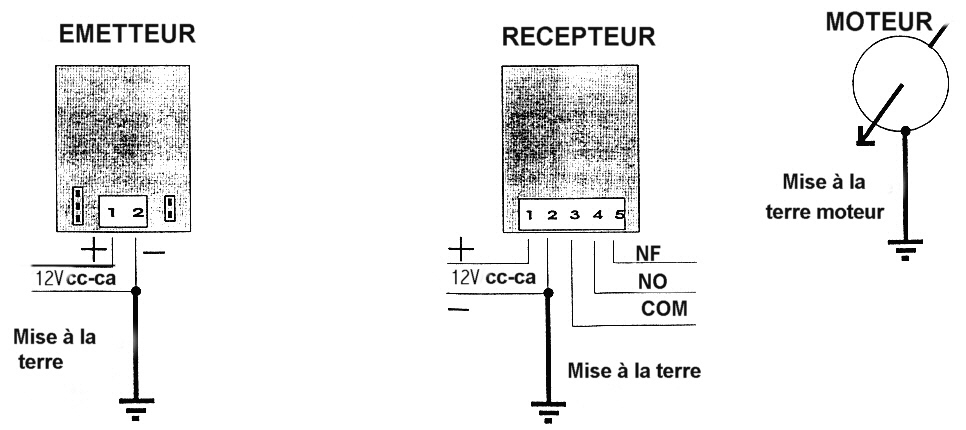 EMETTEUR
1 2
+ −
12V cc-ca
Mise à la
terre
RECEPTEUR
1 2 3 4 5
+
12V cc-ca
−
NF
NO
COM
Mise à la terre
MOTEUR
Mise à la
terre moteur